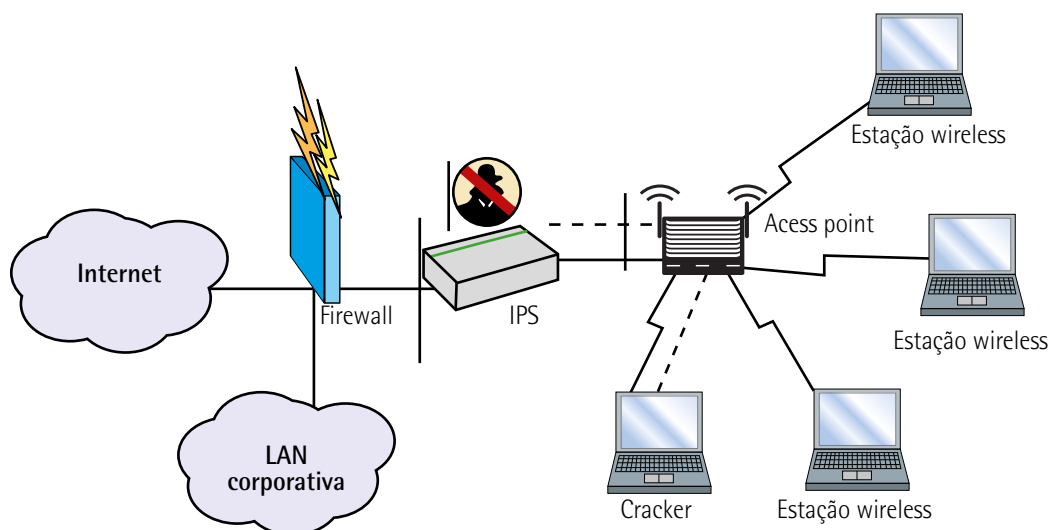 Estação wireless
Acess point
Internet
Firewall
IPS
Estação wireless
LAN
corporativa
Cracker
Estação wireless